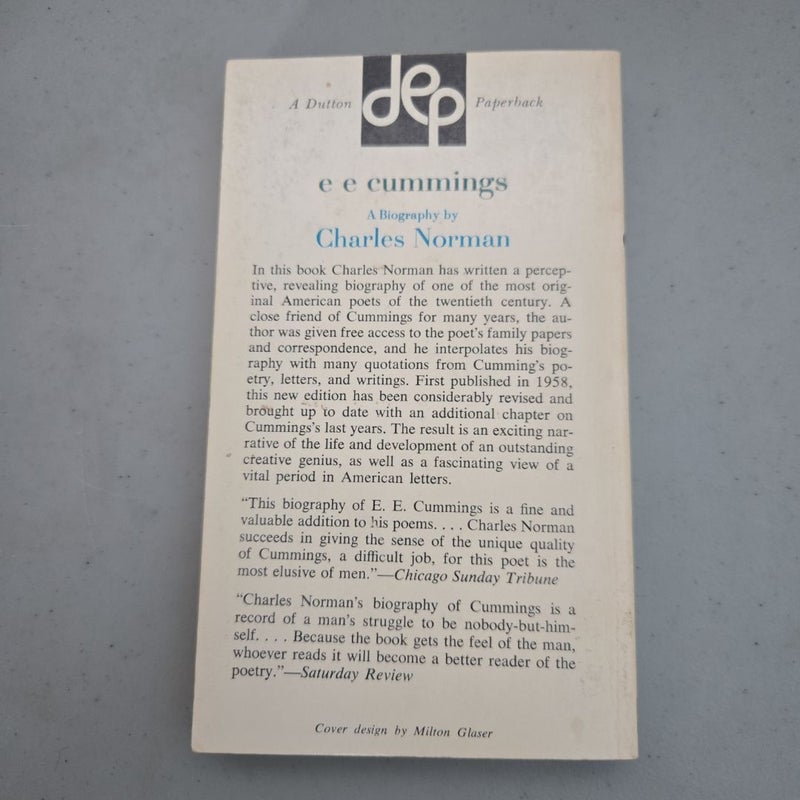 A Dutton dep Paperback
e e cummings
A Biography by
Charles Norman
In this book Charles Norman has written a percep-
tive, revealing biography of one of the most orig-
inal American poets of the twentieth century. A
close friend of Cummings for many years, the au-
thor was given free access to the poet's family papers
and correspondence, and he interpolates his biog-
raphy with many quotations from Cumming's po-
etry, letters, and writings. First published in 1958,
this new edition has been considerably revised and
brought up to date with an additional chapter on
Cummings's last years. The result is an exciting nar-
rative of the life and development of an outstanding
creative genius, as well as a fascinating view of a
vital period in American letters.
“This biography of E. E. Cummings is a fine and
valuable addition to his poems. . . . Charles Norman
succeeds in giving the sense of the unique quality
of Cummings, a difficult job, for this poet is the
most elusive of men.”—Chicago Sunday Tribune
“Charles Norman's biography of Cummings is a
record of a man's struggle to be nobody-but-him-
self. . . . Because the book gets the feel of the man,
whoever reads it will become a better reader of the
poetry.”—Saturday Review
Cover design by Milton Glaser